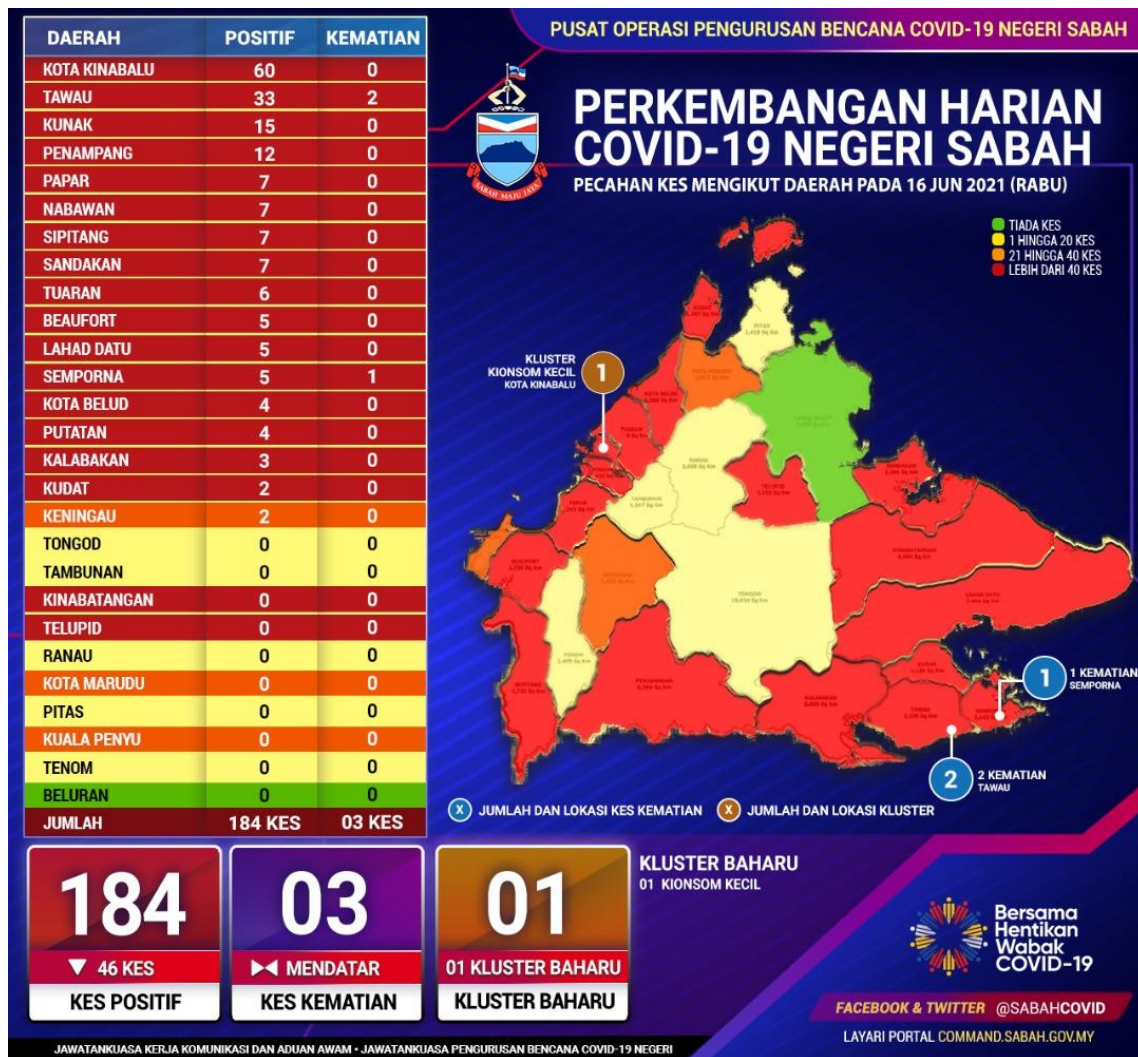 PUSAT OPERASI PENGURUSAN BENCANA COVID-19 NEGERI SABAH
PERKEMBANGAN HARIAN
COVID-19 NEGERI SABAH
PECAHAN KES MENGIKUT DAERAH PADA 16 JUN 2021 (RABU)
SABAH MAJU JAYA
DAERAH POSITIF KEMATIAN
KOTA KINABALU 60 0
TAWAU 33 2
KUNAK 15 0
PENAMPANG 12 0
PAPAR 7 0
NABAWAN 7 0
SIPITANG 7 0
SANDAKAN 7 0
TUARAN 6 0
BEAUFORT 5 0
LAHAD DATU 5 0
SEMPORNA 5 1
KOTA BELUD 4 0
PUTATAN 4 0
KALABAKAN 3 0
KUDAT 2 0
KENINGAU 2 0
TONGOD 0 0
TAMBUNAN 0 0
KINABATANGAN 0 0
TELUPID 0 0
RANAU 0 0
KOTA MARUDU 0 0
PITAS 0 0
KUALA PENYU 0 0
TENOM 0 0
BELURAN 0 0
JUMLAH 184 KES 03 KES
TIADA KES
1 HINGGA 20 KES
21 HINGGA 40 KES
LEBIH DARI 40 KES
KLUSTER
KIONSOM KECIL
KOTA KINABALU
1
1
1 KEMATIAN
SEMPORNA
2
2 KEMATIAN
TAWAU
X JUMLAH DAN LOKASI KES KEMATIAN
X JUMLAH DAN LOKASI KLUSTER
184
46 KES
KES POSITIF
03
MENDATAR
KES KEMATIAN
01
01 KLUSTER BAHARU
KLUSTER BAHARU
KLUSTER BAHARU
01 KIONSOM KECIL
Bersama
Hentikan
Wabak
COVID-19
FACEBOOK & TWITTER @SABAHCOVID
LAYARI PORTAL COMMAND.SABAH.GOV.MY
JAWATANKUASA KERJA KOMUNIKASI DAN ADUAN AWAM • JAWATANKUASA PENGURUSAN BENCANA COVID-19 NEGERI